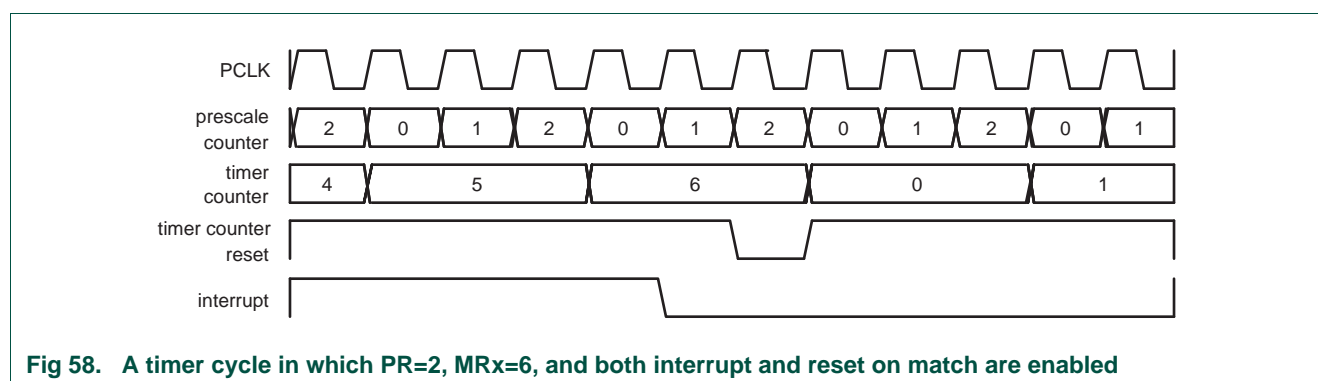 PCLK
prescale
counter
2 0 1 2 0 1 2 0 1 2 0 1
timer
counter
4 5 6 0 1
timer counter
reset
interrupt
Fig 58. A timer cycle in which PR=2, MRx=6, and both interrupt and reset on match are enabled